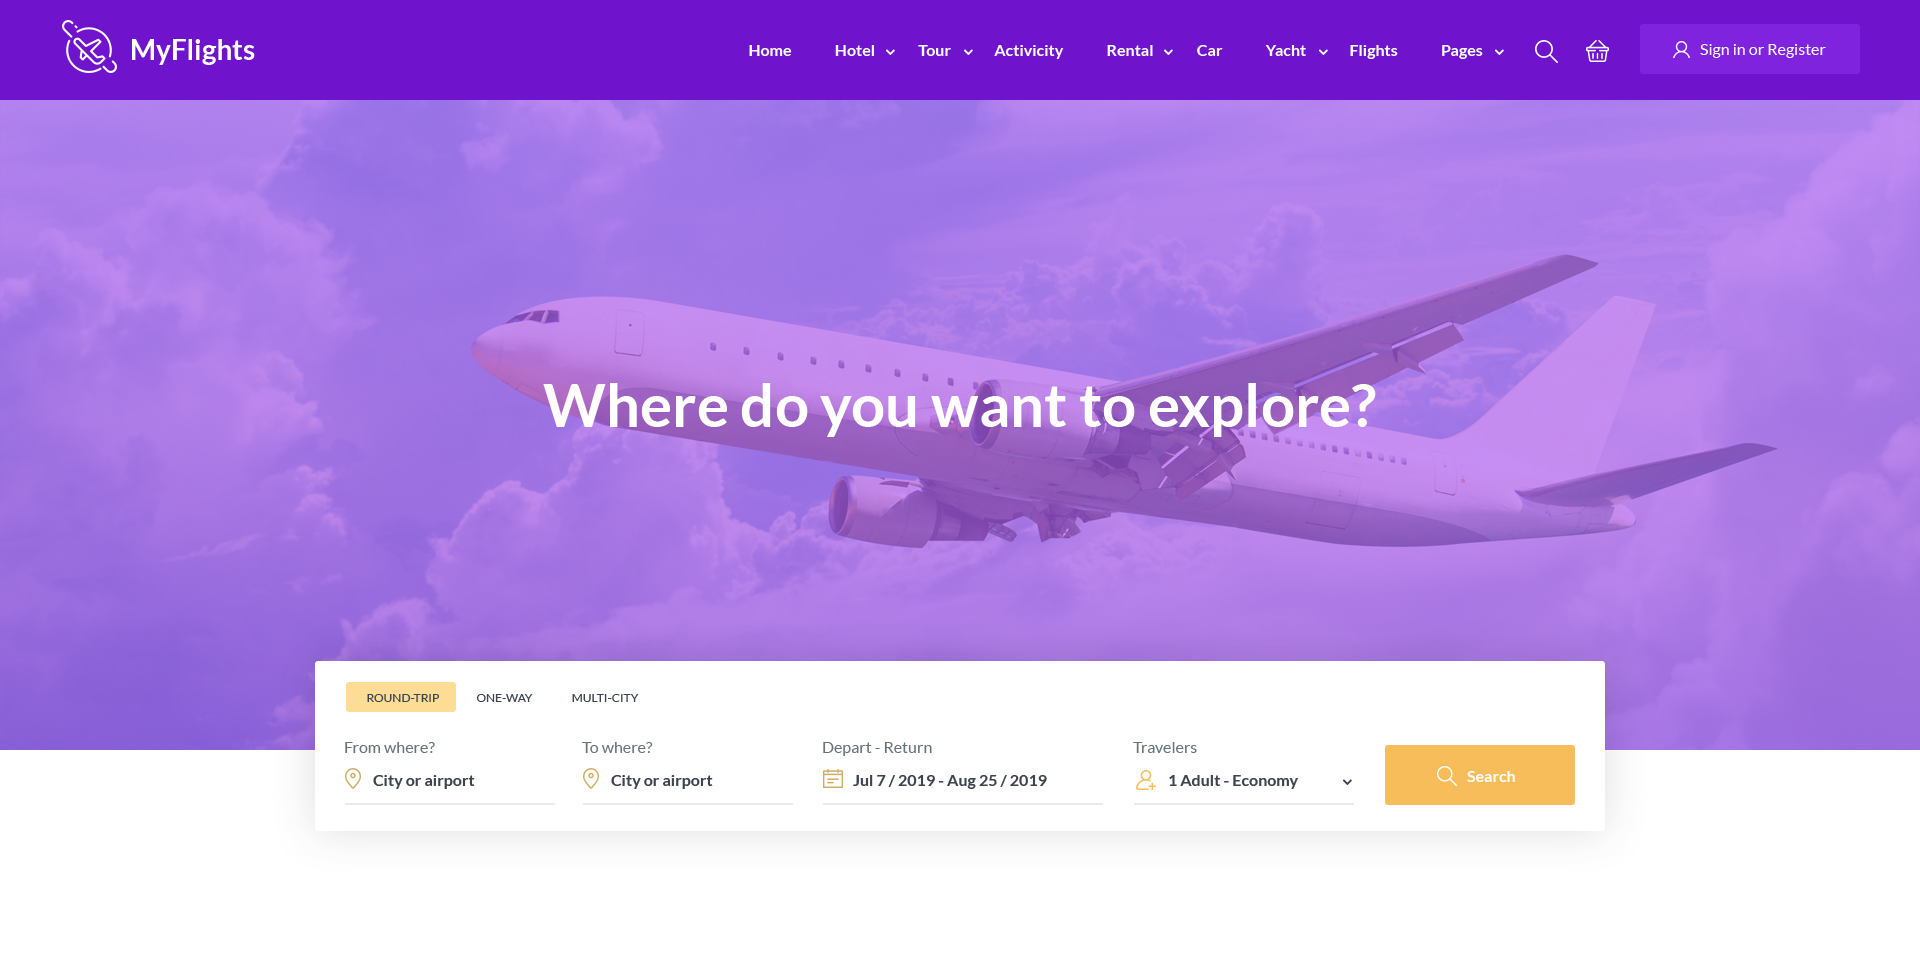 MyFlights
Home Hotel Tour Activicity Rental Car Yacht Flights Pages Sign in or Register
Where do you want to explore?
ROUND-TRIP ONE-WAY MULTI-CITY
From where? To where? Depart - Return Travelers
City or airport City or airport Jul 7 / 2019 - Aug 25 / 2019 1 Adult - Economy Search